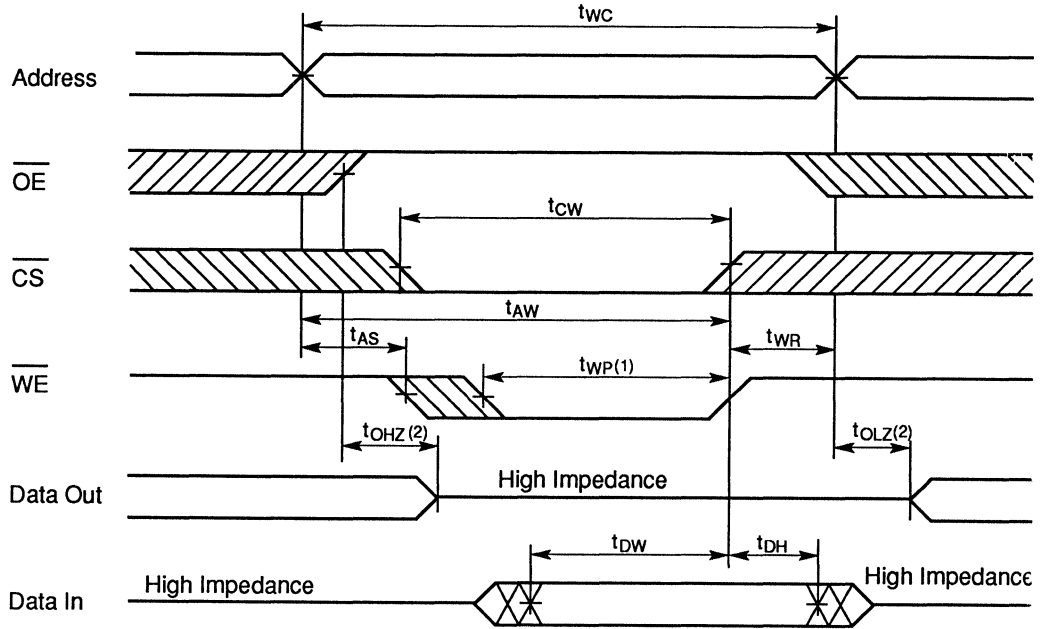 tWC
Address
OE
tCW
CS
tAW
tAS
tWR
WE
tWP(1)
tOHZ(2)
tOLZ(2)
High Impedance
Data Out
tDW
tDH
High Impedance
High Impedance
Data In